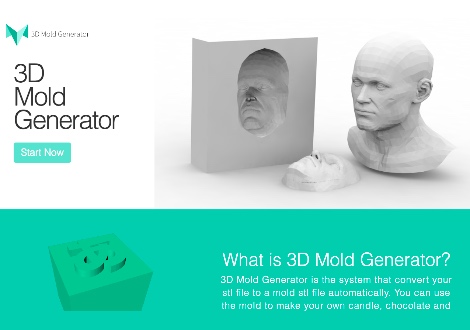 3D Mold Generator
3D
Mold
Generator
Start Now
What is 3D Mold Generator?
3D Mold Generator is the system that convert your
stl file to a mold stl file automatically. You can use
the mold to make your own candle, chocolate and